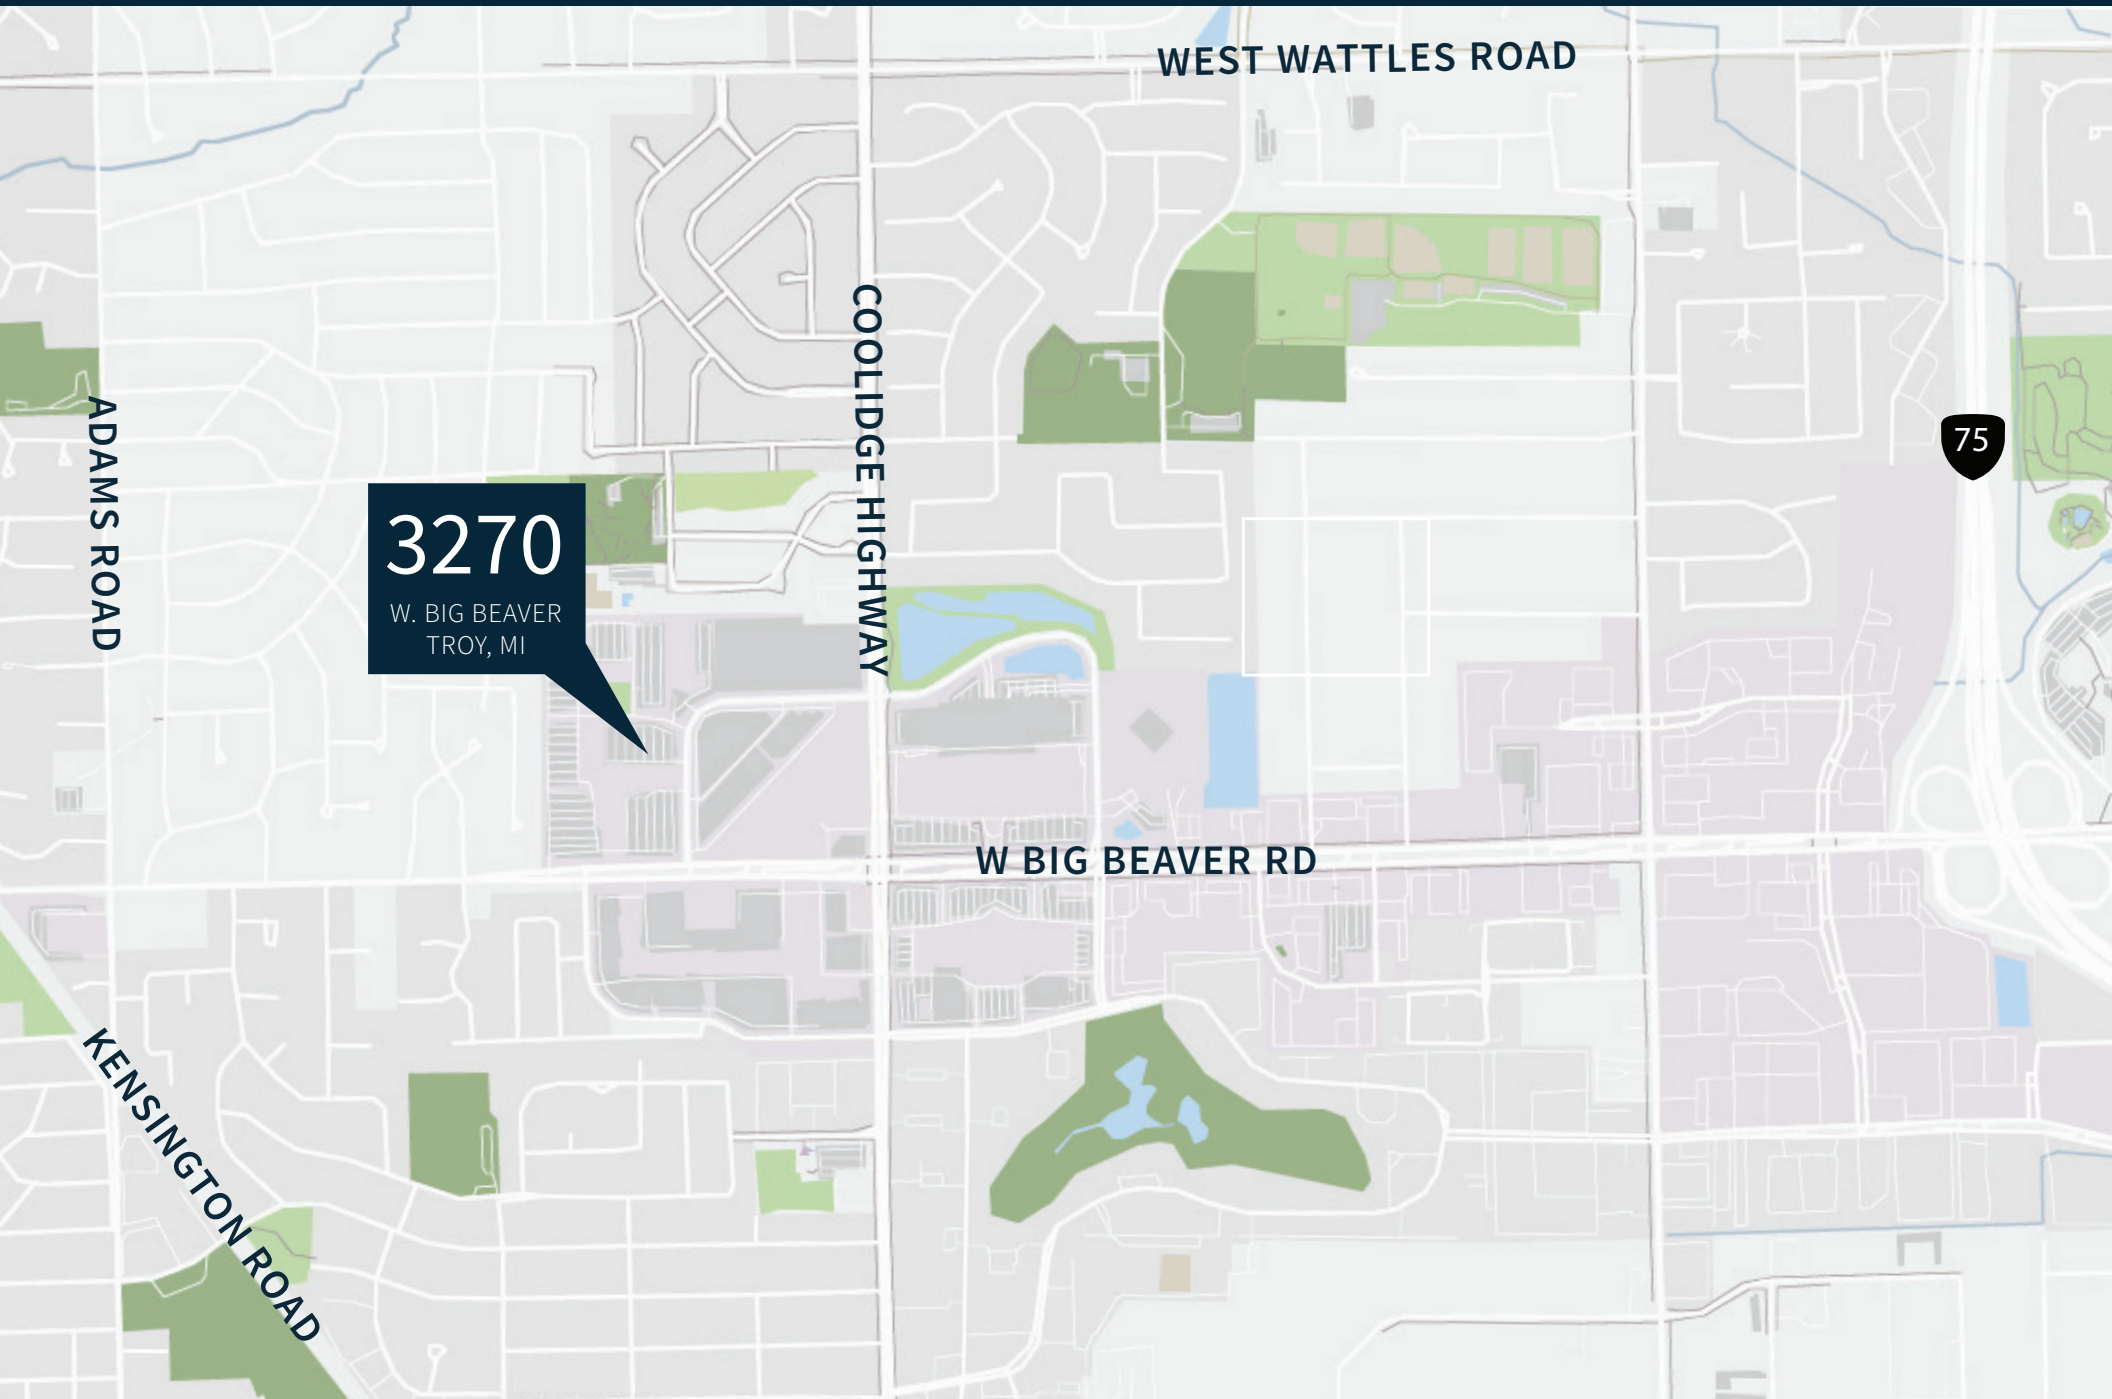 WEST WATTLES ROAD
COOLIDGE HIGHWAY
ADAMS ROAD
75
3270
W. BIG BEAVER
TROY, MI
W BIG BEAVER RD
KENSINGTON ROAD